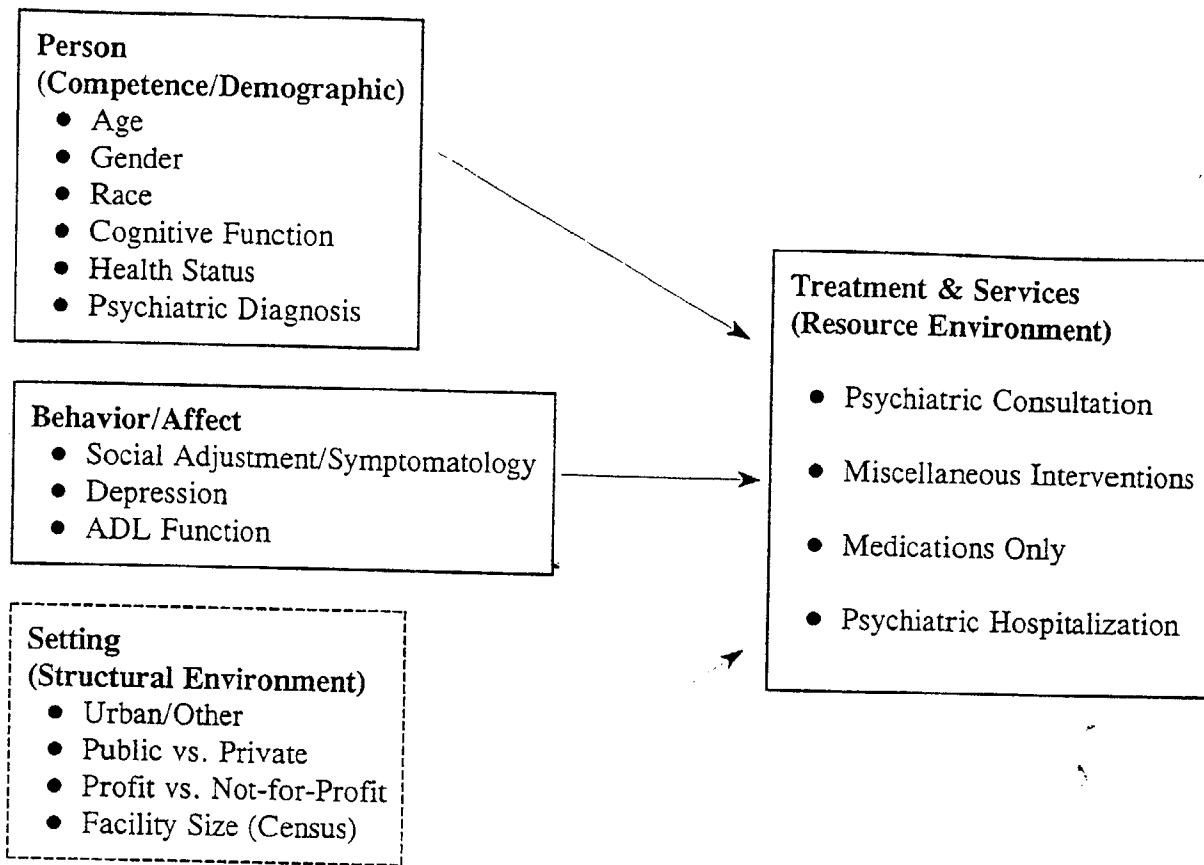 Person
(Competence/Demographic)
● Age
● Gender
● Race
● Cognitive Function
● Health Status
● Psychiatric Diagnosis
Behavior/Affect
● Social Adjustment/Symptomatology
● Depression
● ADL Function
Setting
(Structural Environment)
● Urban/Other
● Public vs. Private
● Profit vs. Not-for-Profit
● Facility Size (Census)
Treatment & Services
(Resource Environment)
● Psychiatric Consultation
● Miscellaneous Interventions
● Medications Only
● Psychiatric Hospitalization